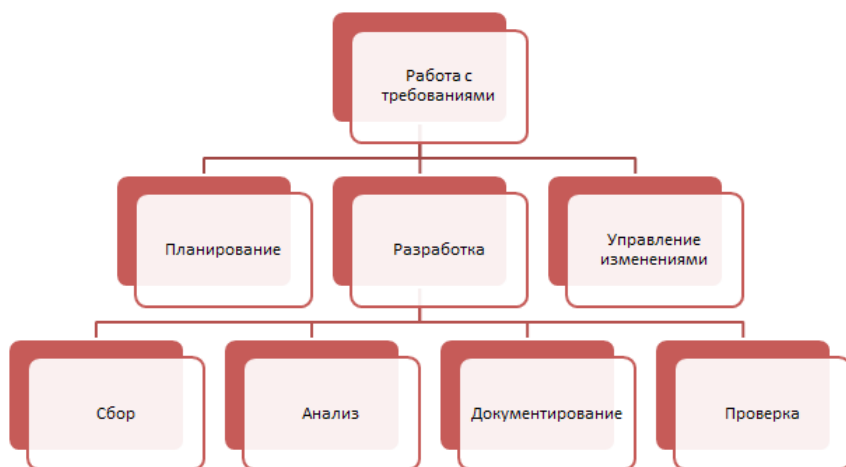 Работа с
требованиями
Планирование
Разработка
Управление
изменениями
Сбор
Анализ
Документирование
Проверка